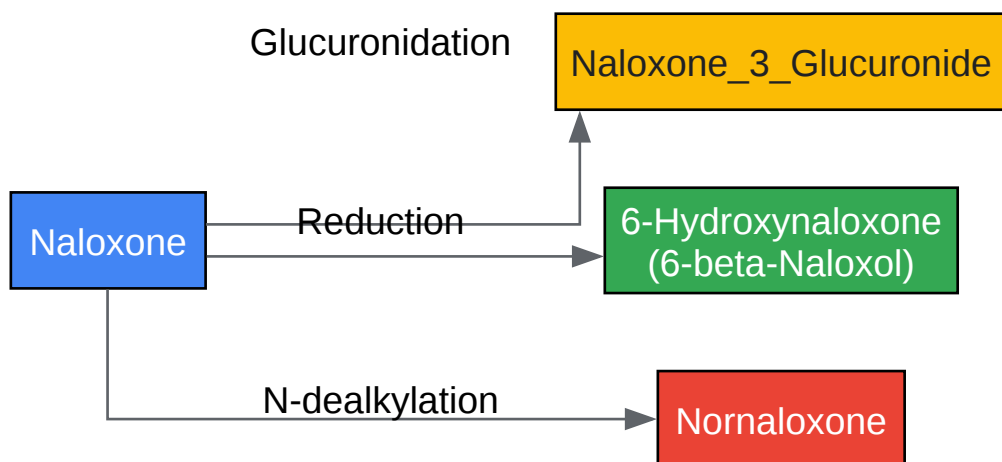 Glucuronidation
Naloxone_3_Glucuronide
Naloxone
Reduction
6-Hydroxynaloxone
(6-beta-Naloxol)
N-dealkylation
Nornaloxone